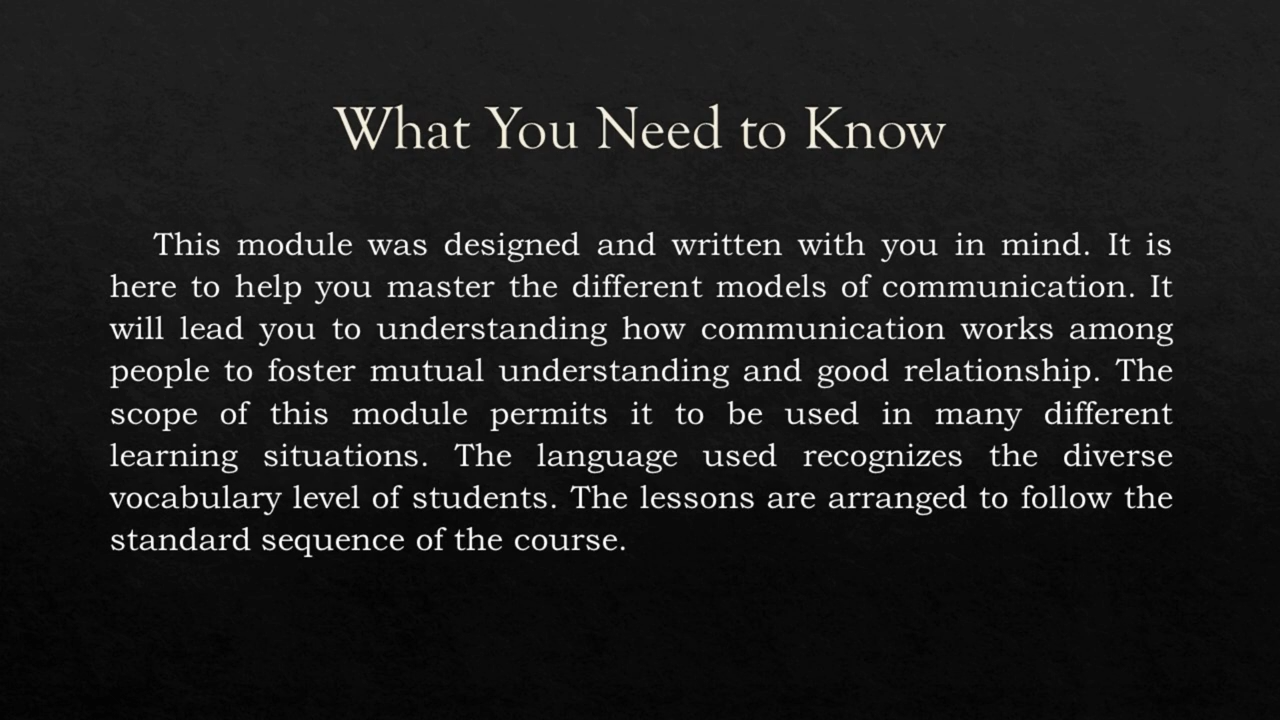 What You Need to Know
This module was designed and written with you in mind. It is
here to help you master the different models of communication. It
will lead you to understanding how communication works among
people to foster mutual understanding and good relationship. The
scope of this module permits it to be used in many different
learning situations. The language used recognizes the diverse
vocabulary level of students. The lessons are arranged to follow the
standard sequence of the course.